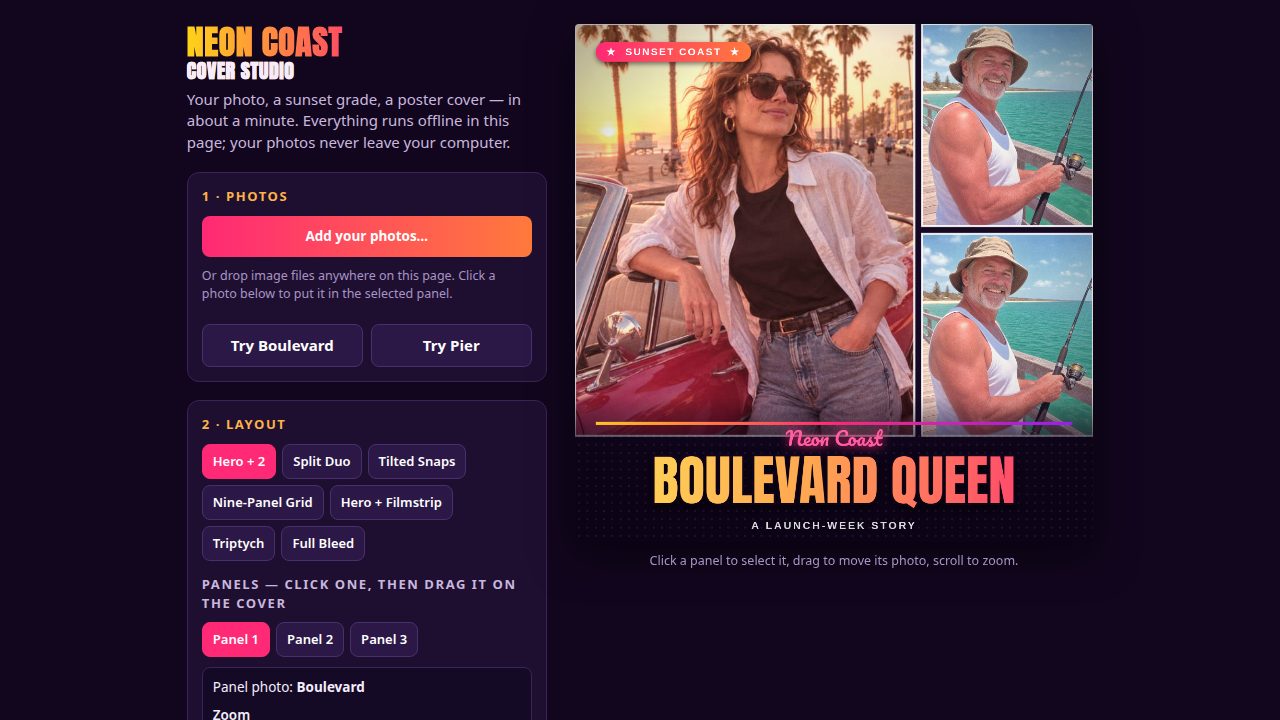 NEON COAST
COVER STUDIO
Your photo, a sunset grade, a poster cover — in
about a minute. Everything runs offline in this
page; your photos never leave your computer.
1 · PHOTOS
Add your photos...
Or drop image files anywhere on this page. Click a
photo below to put it in the selected panel.
Try Boulevard
Try Pier
2 · LAYOUT
Hero + 2
Split Duo
Tilted Snaps
Nine-Panel Grid
Hero + Filmstrip
Triptych
Full Bleed
PANELS — CLICK ONE, THEN DRAG IT ON
THE COVER
Panel 1
Panel 2
Panel 3
Panel photo: Boulevard
Zoom
★ SUNSET COAST ★
Neon Coast
BOULEVARD QUEEN
A LAUNCH-WEEK STORY
Click a panel to select it, drag to move its photo, scroll to zoom.